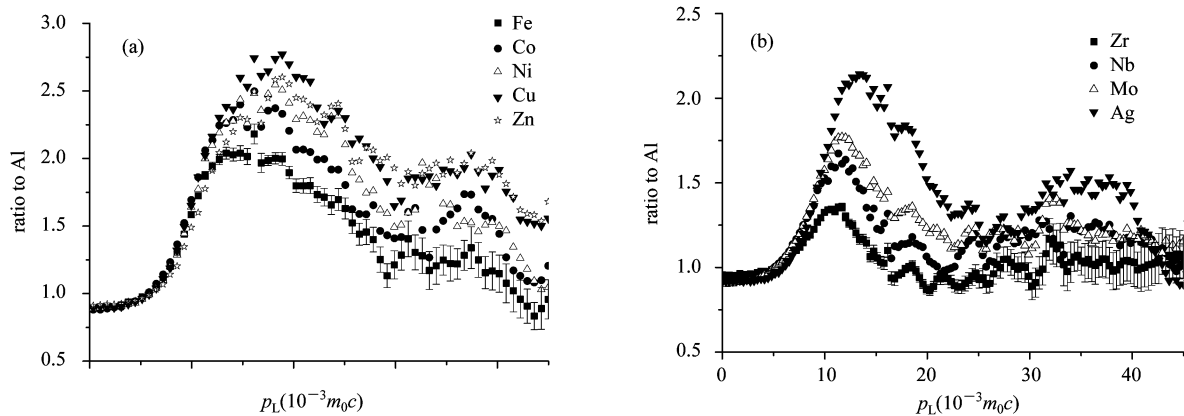 (a)
Fe
Co
Ni
Cu
Zn
3.0
2.5
2.0
1.5
1.0
0.5
ratio to Al
p_L(10⁻³m₀c)
(b)
Zr
Nb
Mo
Ag
2.5
2.0
1.5
1.0
0.5
ratio to Al
0 10 20 30 40
p_L(10⁻³m₀c)